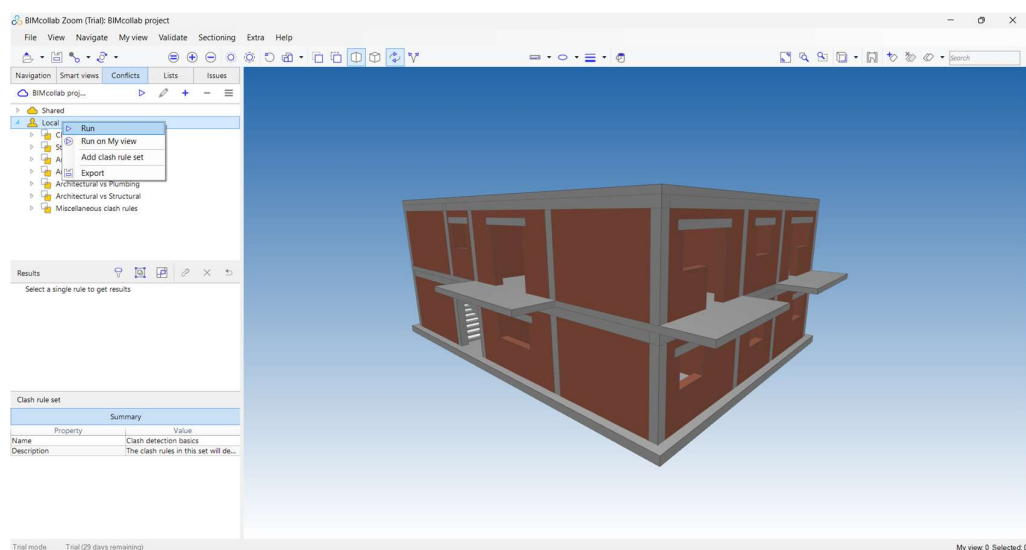 BIMcollab Zoom (Trial): BIMcollab project
File View Navigate My view Validate Sectioning Extra Help
Search
Navigation Smart views Conflicts Lists Issues
BIMcollab proj...
Shared
Local
Run
Run on My view
Add clash rule set
Export
Architectural vs Plumbing
Architectural vs Structural
Miscellaneous clash rules
Results
Select a single rule to get results
Clash rule set
Summary
Property Value
Name Clash detection basics
Description The clash rules in this set will de...
Trial mode Trial (29 days remaining)
My view: 0 Selected: